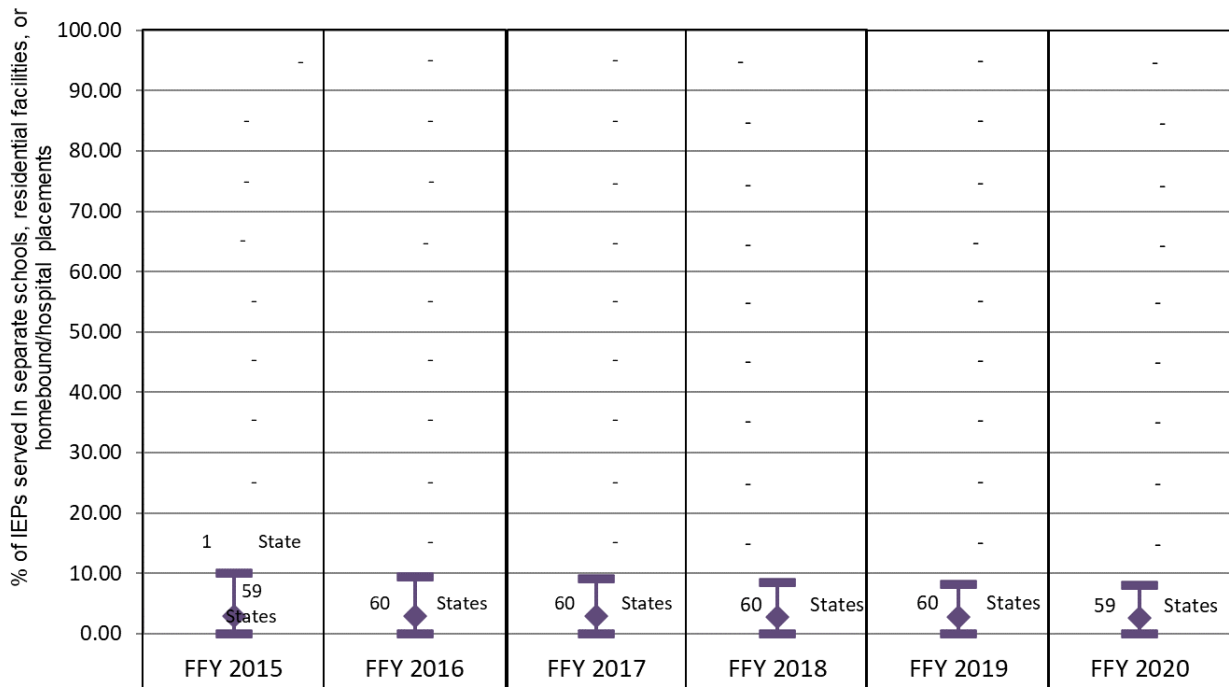 % of IEPs served In separate schools, residential facilities, or
homebound/hospital placements
100.00
- - - - - -
90.00
- - - - - -
80.00
- - - - - -
70.00
- - - - - -
60.00
- - - - - -
50.00
- - - - - -
40.00
- - - - - -
30.00
- - - - - -
20.00
1 State - - - - -
10.00
59
States
60 States
60 States
60 States
60 States
59 States
0.00
FFY 2015 FFY 2016 FFY 2017 FFY 2018 FFY 2019 FFY 2020